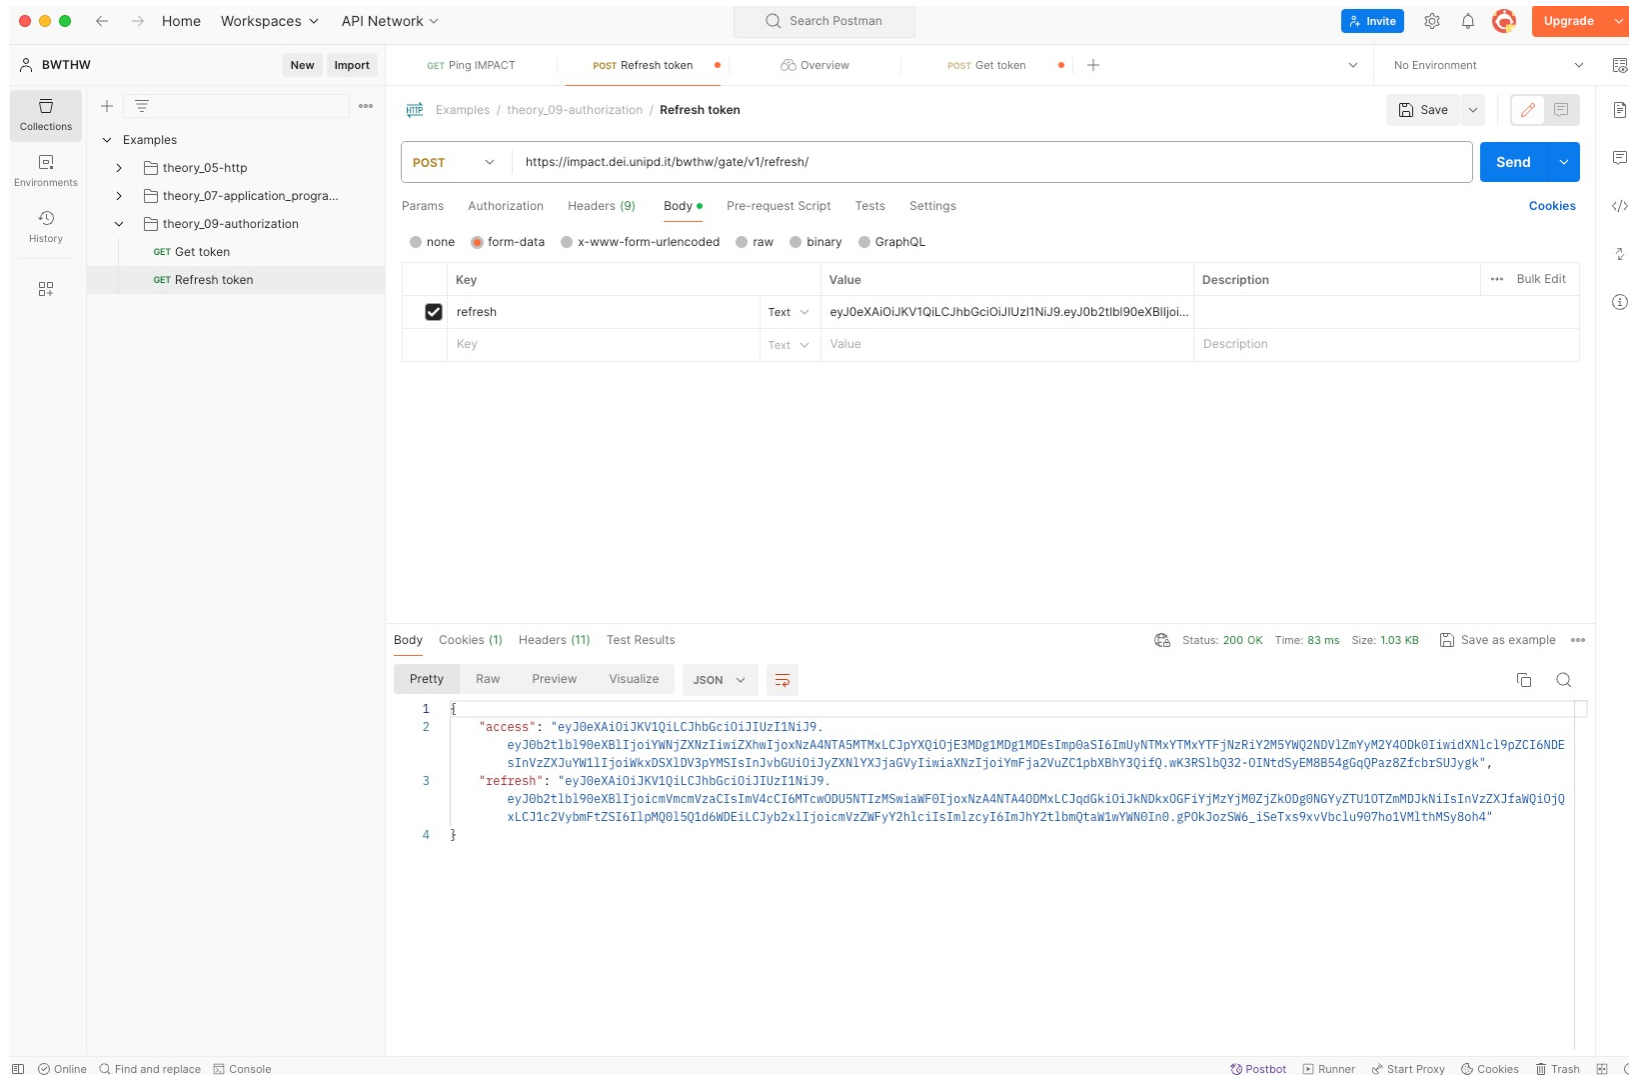 Home Workspaces API Network Search Postman Invite Upgrade
BWTHW New Import GET Ping IMPACT POST Refresh token Overview POST Get token No Environment
Collections
Environments
History
Examples
theory_05-http
theory_07-application_progra...
theory_09-authorization
GET Get token
GET Refresh token
HTTP Examples / theory_09-authorization / Refresh token Save
POST https://impact.dei.unipd.it/bwthw/gate/v1/refresh/ Send
Params Authorization Headers (9) Body Pre-request Script Tests Settings Cookies
none form-data x-www-form-urlencoded raw binary GraphQL
Key Value Description Bulk Edit
refresh Text eyJ0eXAiOiJKV1QiLCJhbGciOiJIUzI1NiJ9.eyJ0b2tlbl90eXBlIjoi...
Key Text Value Description
Body Cookies (1) Headers (11) Test Results Status: 200 OK Time: 83 ms Size: 1.03 KB Save as example
Pretty Raw Preview Visualize JSON
1 {
2 "access": "eyJ0eXAiOiJKV1QiLCJhbGciOiJIUzI1NiJ9.
3 "refresh": "eyJ0eXAiOiJKV1QiLCJhbGciOiJIUzI1NiJ9.
4 }
Online Find and replace Console Postbot Runner Start Proxy Cookies Trash